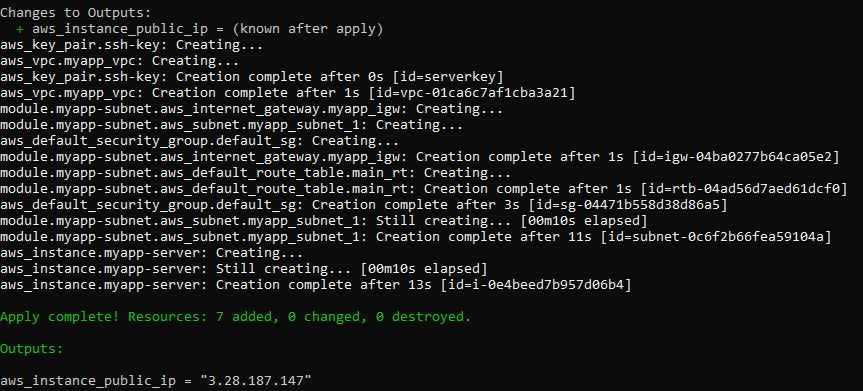 Changes to Outputs:
  + aws_instance_public_ip = (known after apply)
aws_key_pair.ssh-key: Creating...
aws_vpc.myapp_vpc: Creating...
aws_key_pair.ssh-key: Creation complete after 0s [id=serverkey]
aws_vpc.myapp_vpc: Creation complete after 1s [id=vpc-01ca6c7af1cba3a21]
module.myapp-subnet.aws_internet_gateway.myapp_igw: Creating...
module.myapp-subnet.aws_subnet.myapp_subnet_1: Creating...
aws_default_security_group.default_sg: Creating...
module.myapp-subnet.aws_internet_gateway.myapp_igw: Creation complete after 1s [id=igw-04ba0277b64ca05e2]
module.myapp-subnet.aws_default_route_table.main_rt: Creating...
module.myapp-subnet.aws_default_route_table.main_rt: Creation complete after 1s [id=rtb-04ad56d7aed61dcf0]
aws_default_security_group.default_sg: Creation complete after 3s [id=sg-04471b558d38d86a5]
module.myapp-subnet.aws_subnet.myapp_subnet_1: Still creating... [00m10s elapsed]
module.myapp-subnet.aws_subnet.myapp_subnet_1: Creation complete after 11s [id=subnet-0c6f2b66fea59104a]
aws_instance.myapp-server: Creating...
aws_instance.myapp-server: Still creating... [00m10s elapsed]
aws_instance.myapp-server: Creation complete after 13s [id=i-0e4beed7b957d06b4]
Apply complete! Resources: 7 added, 0 changed, 0 destroyed.
Outputs:
aws_instance_public_ip = "3.28.187.147"